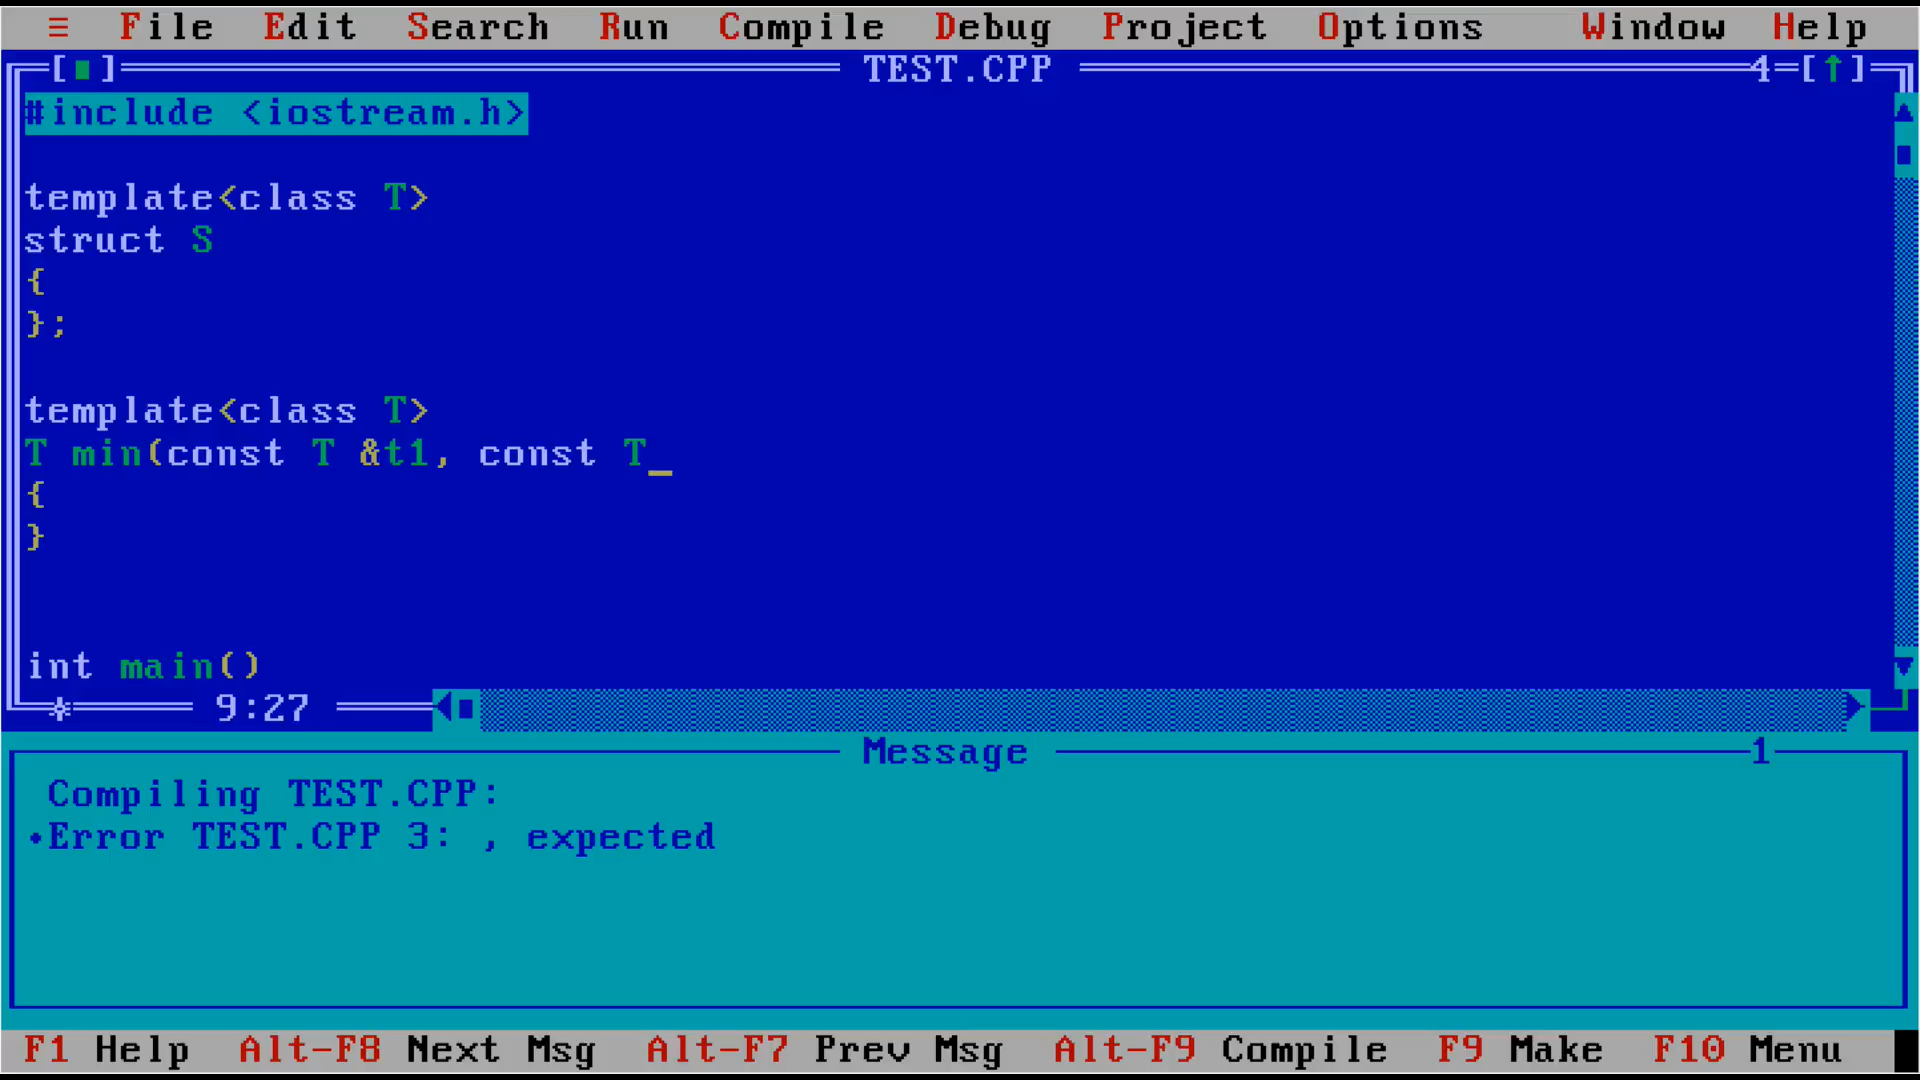 ≡ File Edit Search Run Compile Debug Project Options Window Help
[■] TEST.CPP 4=[↑]
#include <iostream.h>
template<class T>
struct S
{
};
template<class T>
T min(const T &t1, const T_
{
}
int main()
9:27
Message 1
Compiling TEST.CPP:
•Error TEST.CPP 3: , expected
F1 Help Alt-F8 Next Msg Alt-F7 Prev Msg Alt-F9 Compile F9 Make F10 Menu